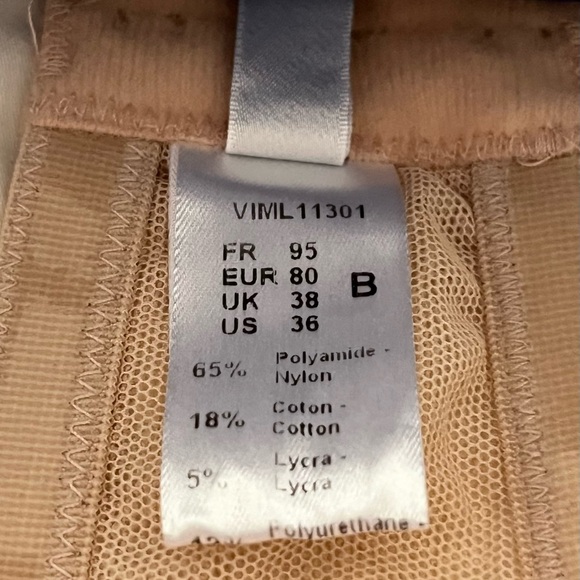 VIML11301
FR 95
EUR 80 B
UK 38
US 36
65% Polyamide -
Nylon
18% Coton -
Cotton
5% Lycra -
Lycra
Polyurethane -